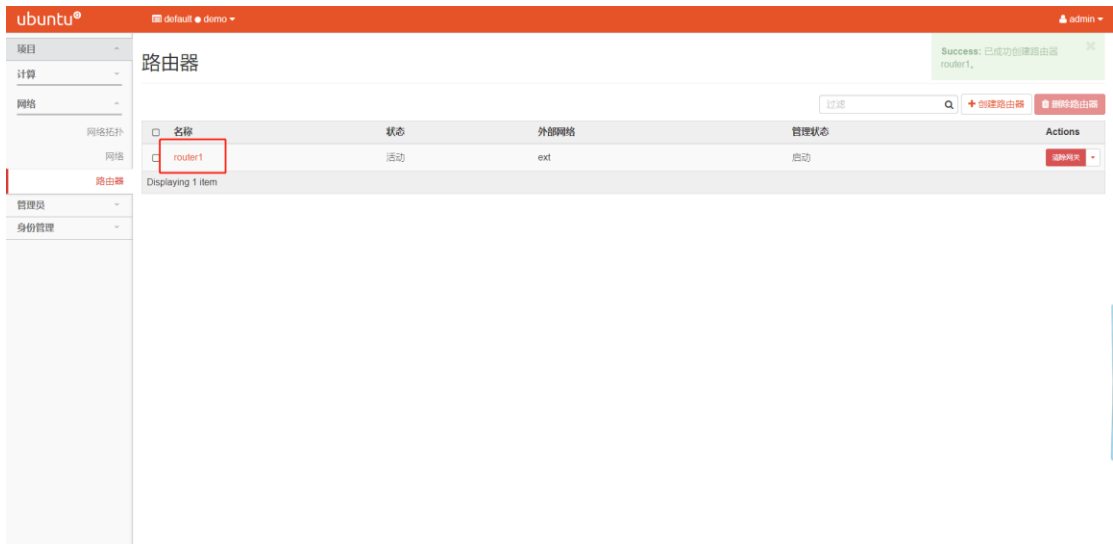 ubuntu®
default demo
admin
项目
计算
网络
网络拓扑
网络
路由器
管理员
身份管理
路由器
Success: 已成功创建路由器
router1。
过滤
创建路由器
删除路由器
名称 状态 外部网络 管理状态 Actions
router1 活动 ext 启动 清除网关
Displaying 1 item